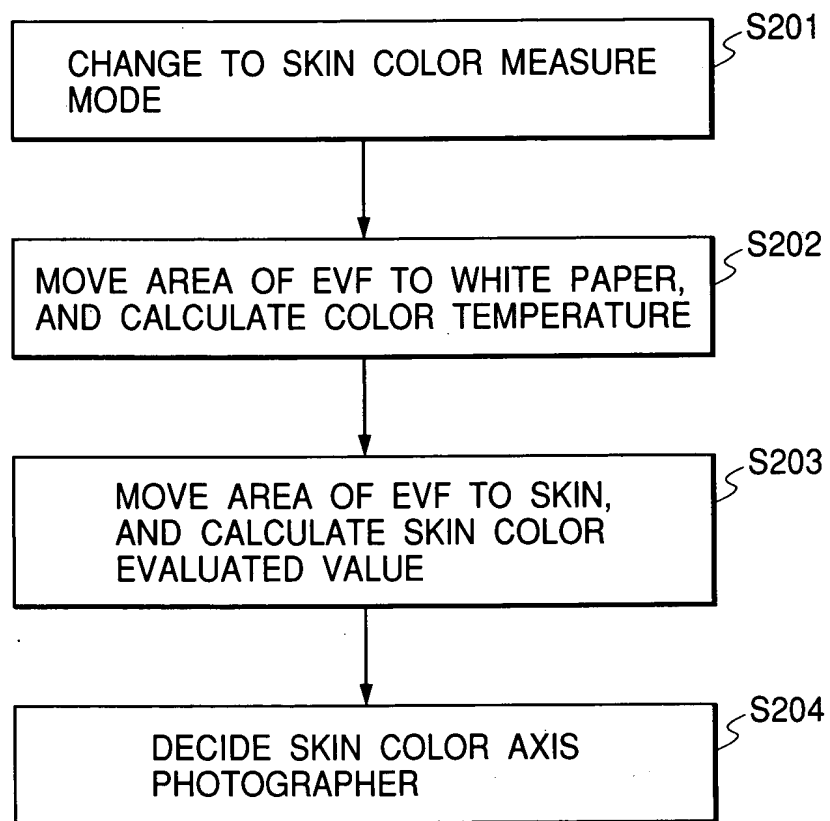 S201
CHANGE TO SKIN COLOR MEASURE
MODE
S202
MOVE AREA OF EVF TO WHITE PAPER,
AND CALCULATE COLOR TEMPERATURE
S203
MOVE AREA OF EVF TO SKIN,
AND CALCULATE SKIN COLOR
EVALUATED VALUE
S204
DECIDE SKIN COLOR AXIS
PHOTOGRAPHER